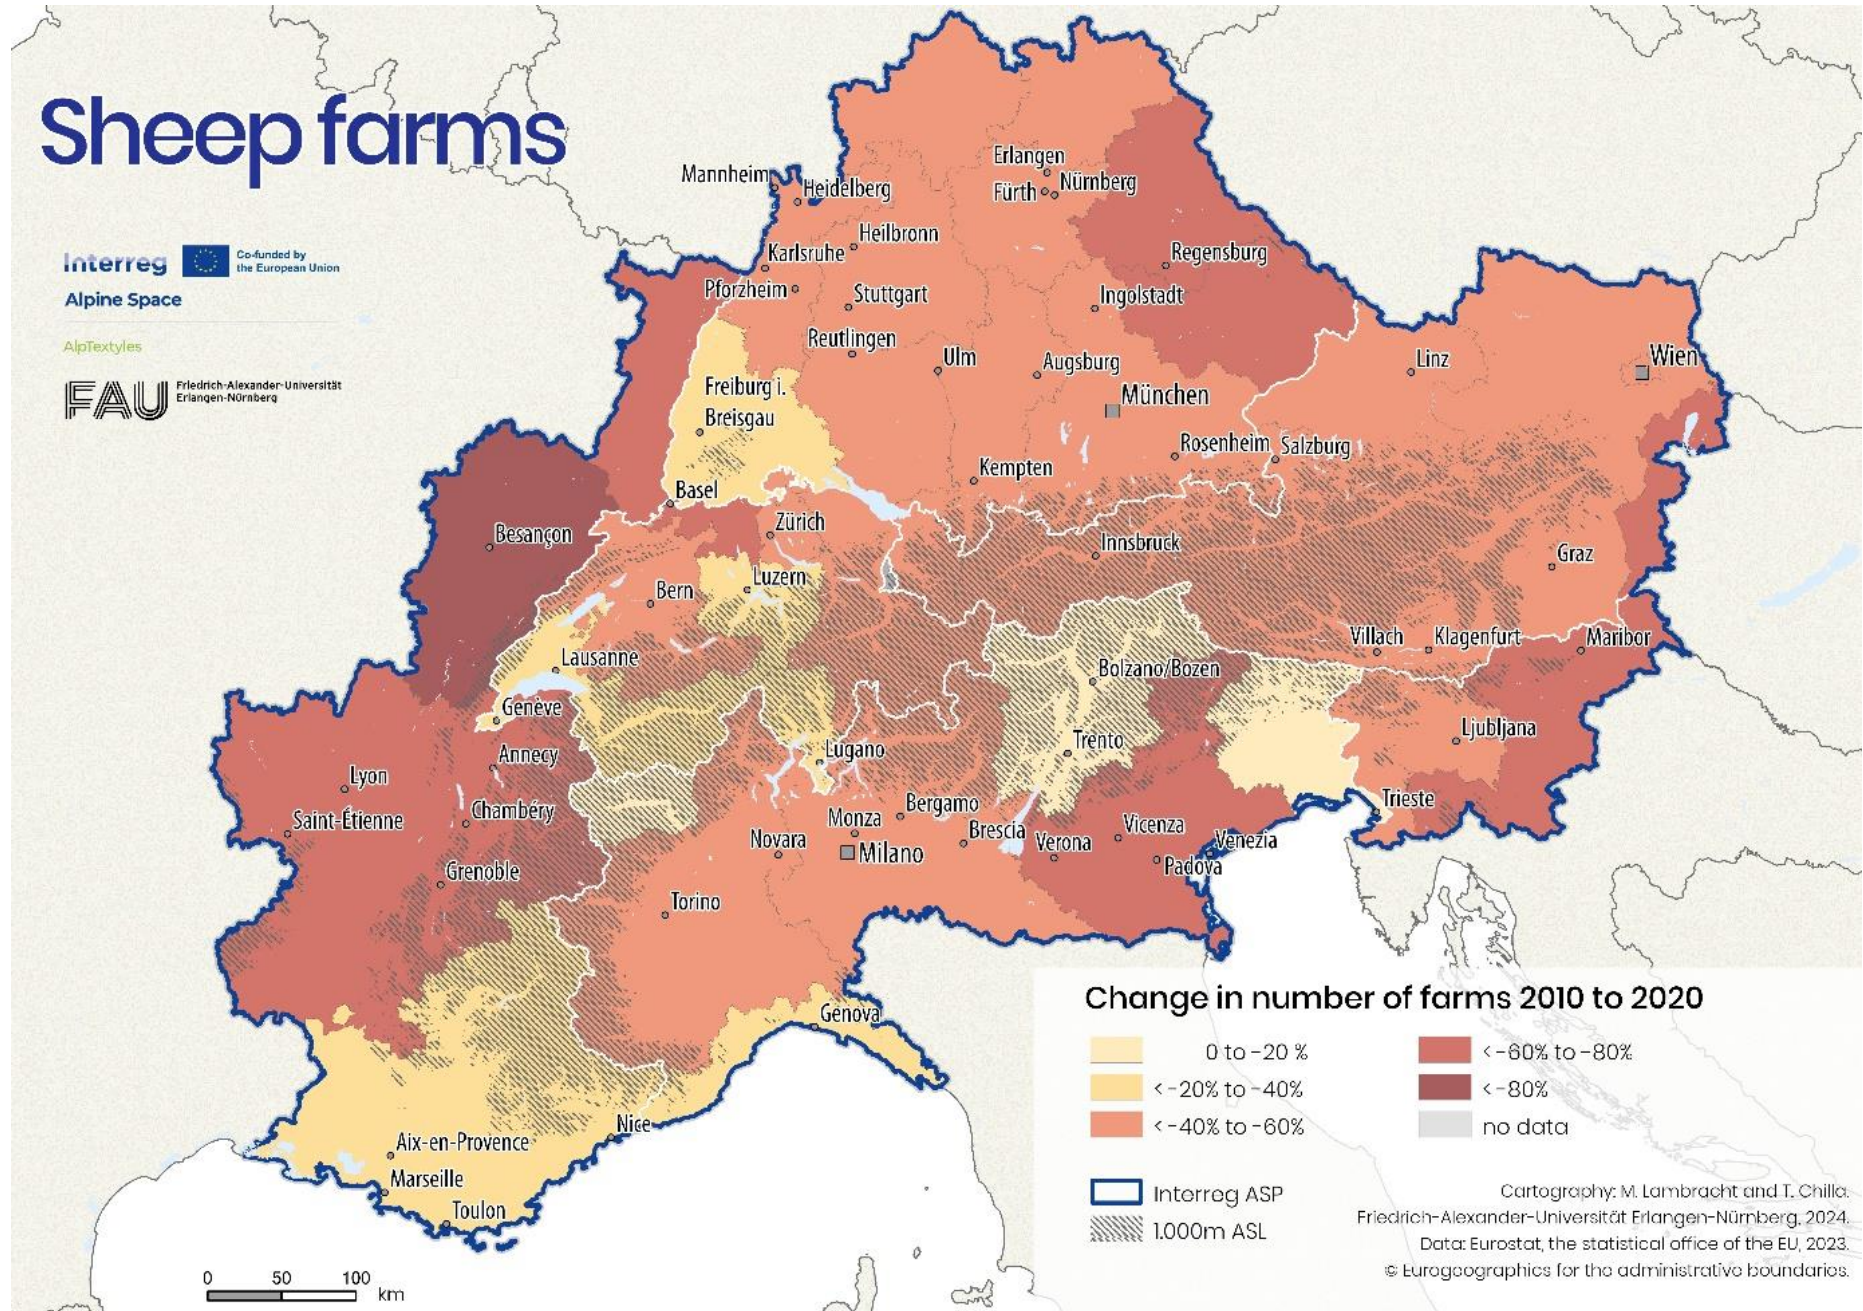 Sheep farms
Interreg
Co-funded by
the European Union
Alpine Space
AlpTextyles
FAU
Friedrich-Alexander-Universität
Erlangen-Nürnberg
Mannheim
Heidelberg
Erlangen
Fürth
Nürnberg
Karlsruhe
Heilbronn
Regensburg
Pforzheim
Stuttgart
Ingolstadt
Reutlingen
Ulm
Augsburg
Linz
Wien
Freiburg i.
Breisgau
München
Rosenheim
Salzburg
Kempten
Basel
Zürich
Besançon
Innsbruck
Graz
Luzern
Bern
Villach
Klagenfurt
Maribor
Lausanne
Bolzano/Bozen
Genève
Ljubljana
Annecy
Lugano
Trento
Lyon
Chambéry
Saint-Étienne
Bergamo
Monza
Trieste
Novara
Milano
Brescia
Verona
Vicenza
Venezia
Padova
Grenoble
Torino
Genova
Nice
Aix-en-Provence
Marseille
Toulon
Change in number of farms 2010 to 2020
0 to -20 %
<-20% to -40%
<-40% to -60%
<-60% to -80%
<-80%
no data
Interreg ASP
1.000m ASL
Cartography: M. Lambracht and T. Chilla.
Friedrich-Alexander-Universität Erlangen-Nürnberg, 2024.
Data: Eurostat, the statistical office of the EU, 2023.
© Eurogeographics for the administrative boundaries.
0 50 100
km